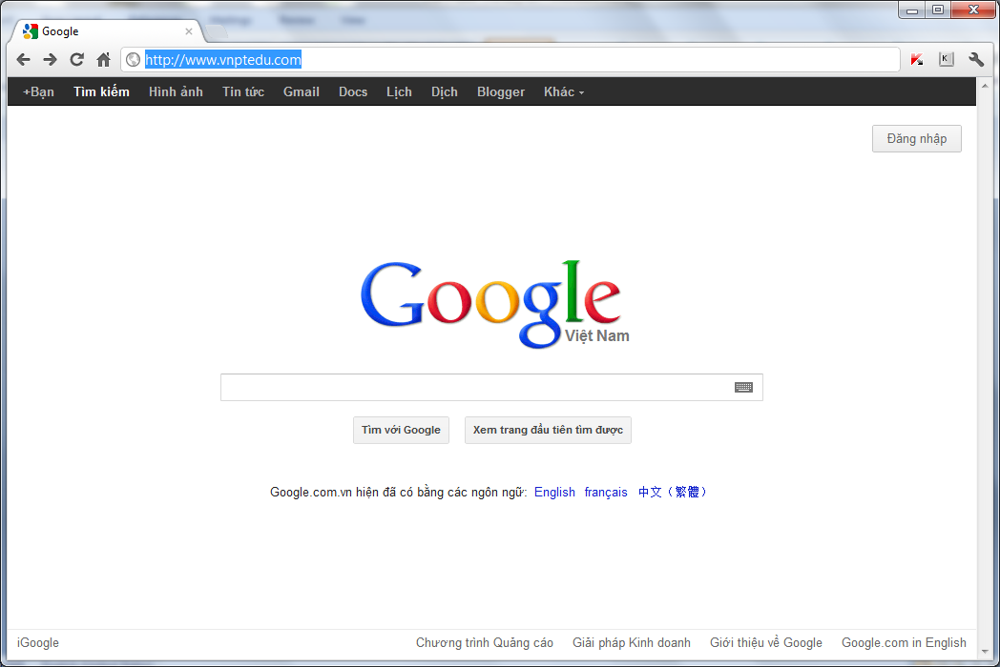 Google
http://www.vnptedu.com
+Bạn Tìm kiếm Hình ảnh Tin tức Gmail Docs Lịch Dịch Blogger Khác
Đăng nhập
Google
Việt Nam
Tìm với Google Xem trang đầu tiên tìm được
Google.com.vn hiện đã có bằng các ngôn ngữ: English français 中文（繁體）
iGoogle Chương trình Quảng cáo Giải pháp Kinh doanh Giới thiệu về Google Google.com in English